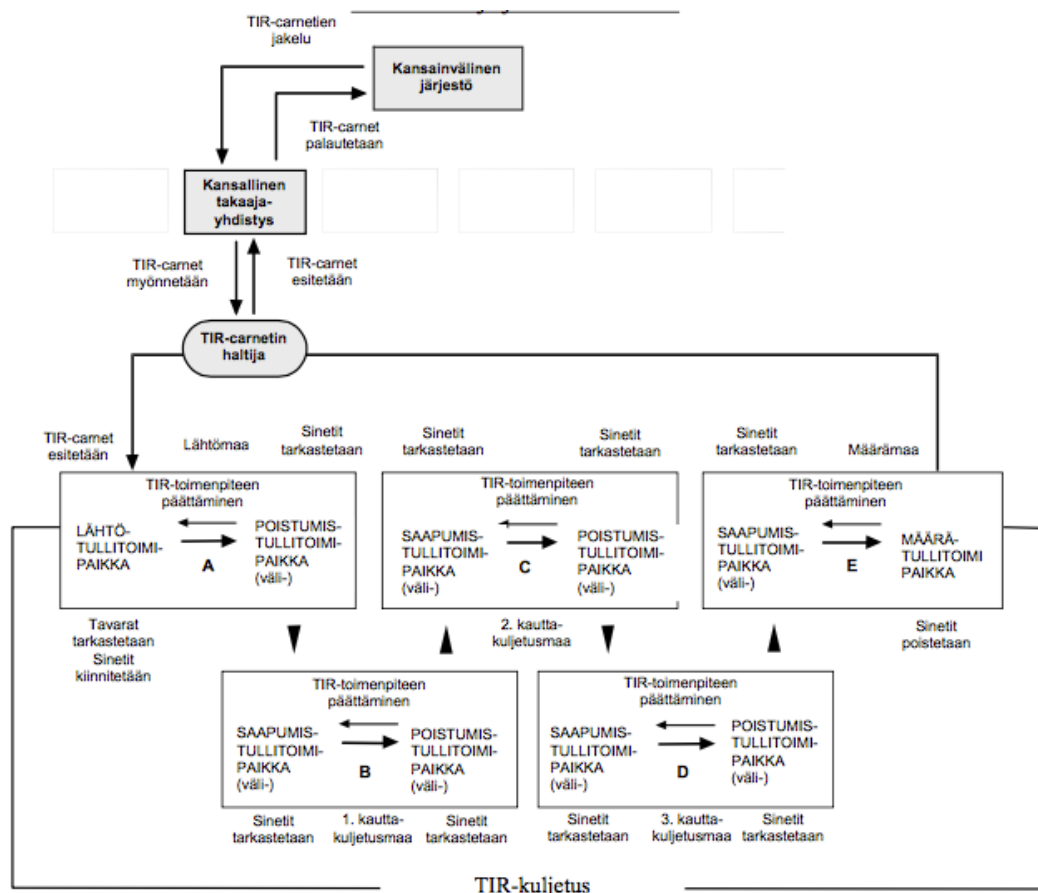 TIR-carnetien
jakelu
Kansainvälinen
järjestö
TIR-carnet
palautetaan
Kansallinen
takaaja-
yhdistys
TIR-carnet
myönnetään
TIR-carnet
esitetään
TIR-carnetin
haltija
TIR-carnet
esitetään
Lähtömaa
Sinetit
tarkastetaan
Sinetit
tarkastetaan
Sinetit
tarkastetaan
Sinetit
tarkastetaan
Määrämaa
TIR-toimenpiteen
päättäminen
LÄHTÖ-
TULLITOIMI-
PAIKKA
A
POISTUMIS-
TULLITOIMI-
PAIKKA
(väli-)
TIR-toimenpiteen
päättäminen
SAAPUMIS-
TULLITOIMI-
PAIKKA
(väli-)
C
POISTUMIS-
TULLITOIMI-
PAIKKA
(väli-)
TIR-toimenpiteen
päättäminen
SAAPUMIS-
TULLITOIMI-
PAIKKA
(väli-)
E
MÄÄRÄ-
TULLITOIMI
PAIKKA
Tavarat
tarkastetaan
Sinetit
kiinnitetään
2. kautta-
kuljetusmaa
Sinetit
poistetaan
TIR-toimenpiteen
päättäminen
SAAPUMIS-
TULLITOIMI-
PAIKKA
(väli-)
B
POISTUMIS-
TULLITOIMI-
PAIKKA
(väli-)
TIR-toimenpiteen
päättäminen
SAAPUMIS-
TULLITOIMI-
PAIKKA
(väli-)
D
POISTUMIS-
TULLITOIMI-
PAIKKA
(väli-)
Sinetit
tarkastetaan
1. kautta-
kuljetusmaa
Sinetit
tarkastetaan
Sinetit
tarkastetaan
3. kautta-
kuljetusmaa
Sinetit
tarkastetaan
TIR-kuljetus